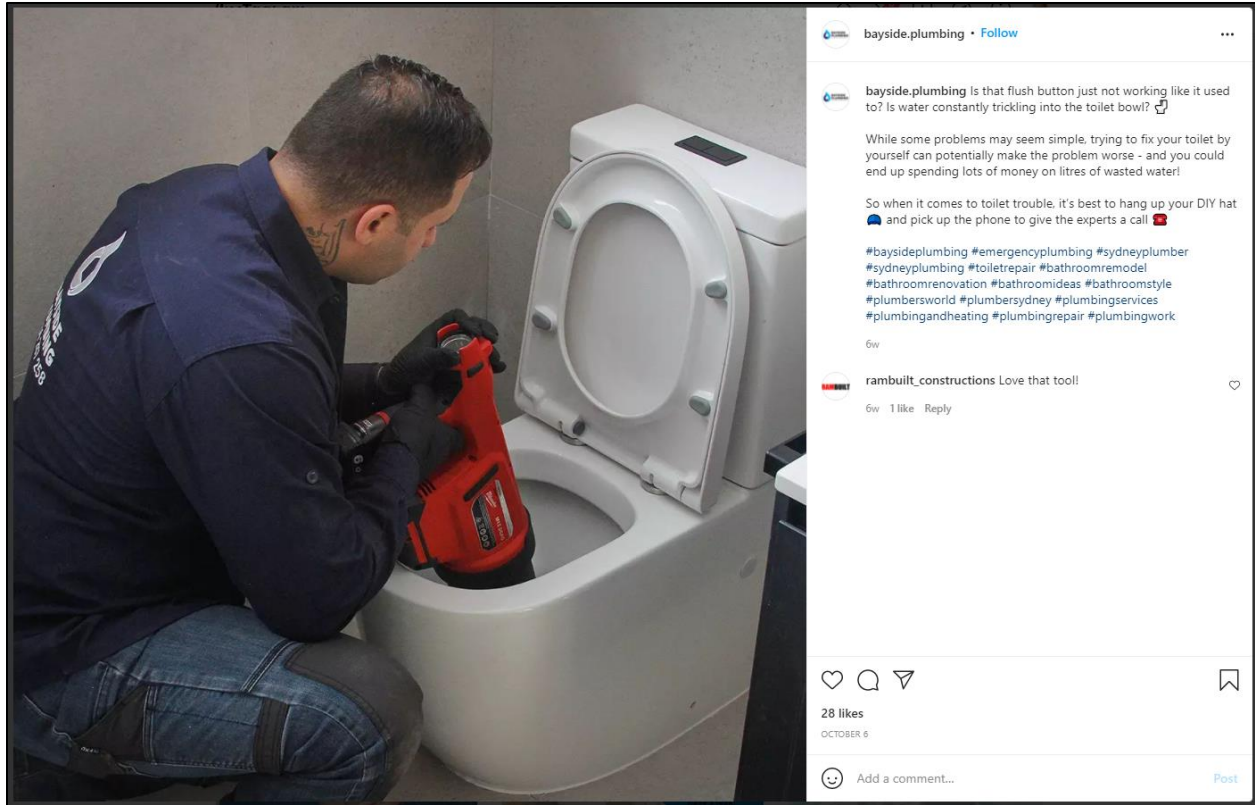 bayside.plumbing • Follow
bayside.plumbing Is that flush button just not working like it used
to? Is water constantly trickling into the toilet bowl?
While some problems may seem simple, trying to fix your toilet by
yourself can potentially make the problem worse - and you could
end up spending lots of money on litres of wasted water!
So when it comes to toilet trouble, it's best to hang up your DIY hat
🧢 and pick up the phone to give the experts a call ☎️
#baysideplumbing #emergencyplumbing #sydneyplumber
#sydneyplumbing #toiletrepair #bathroomremodel
#bathroomrenovation #bathroomideas #bathroomstyle
#plumbersworld #plumbersydney #plumbingservices
#plumbingandheating #plumbingrepair #plumbingwork
6w
RAMBUILT
rambuilt_constructions Love that tool!
6w 1 like Reply
28 likes
OCTOBER 6
Add a comment...
Post
258
Milwaukee